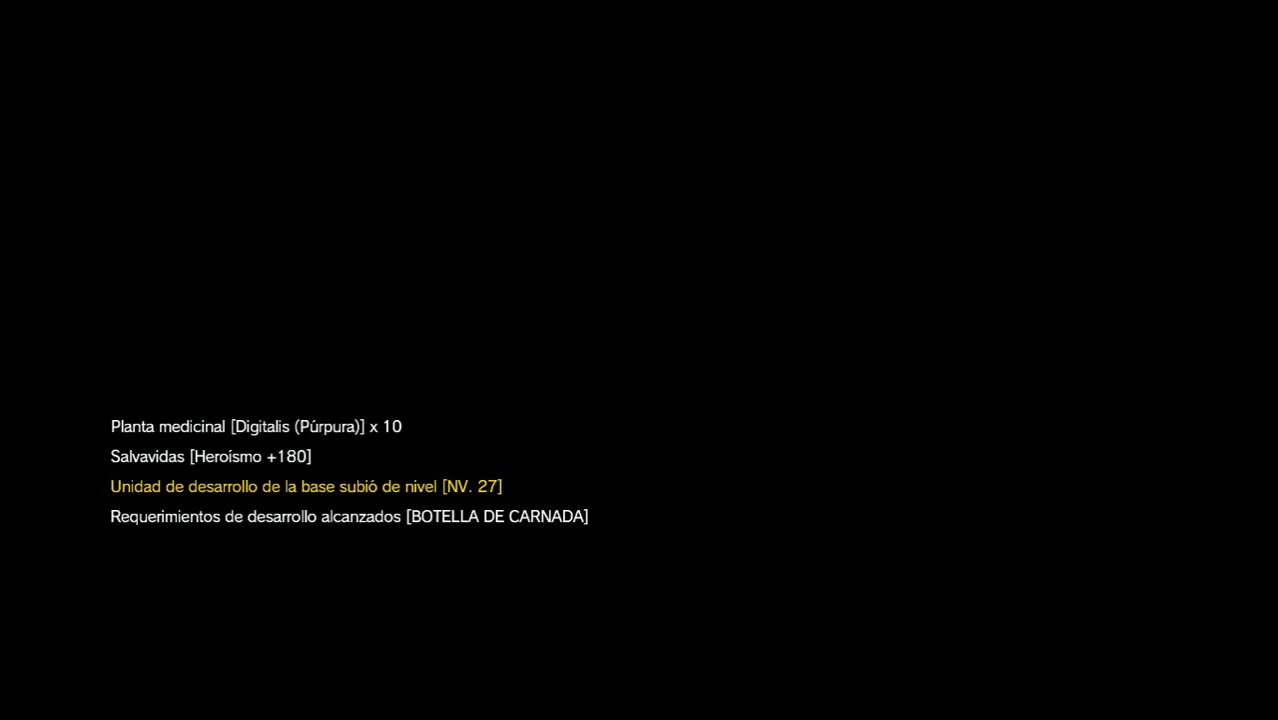 Planta medicinal [Digitalis (Púrpura)] x 10
Salvavidas [Heroísmo +180]
Unidad de desarrollo de la base subió de nivel [NV. 27]
Requerimientos de desarrollo alcanzados [BOTELLA DE CARNADA]